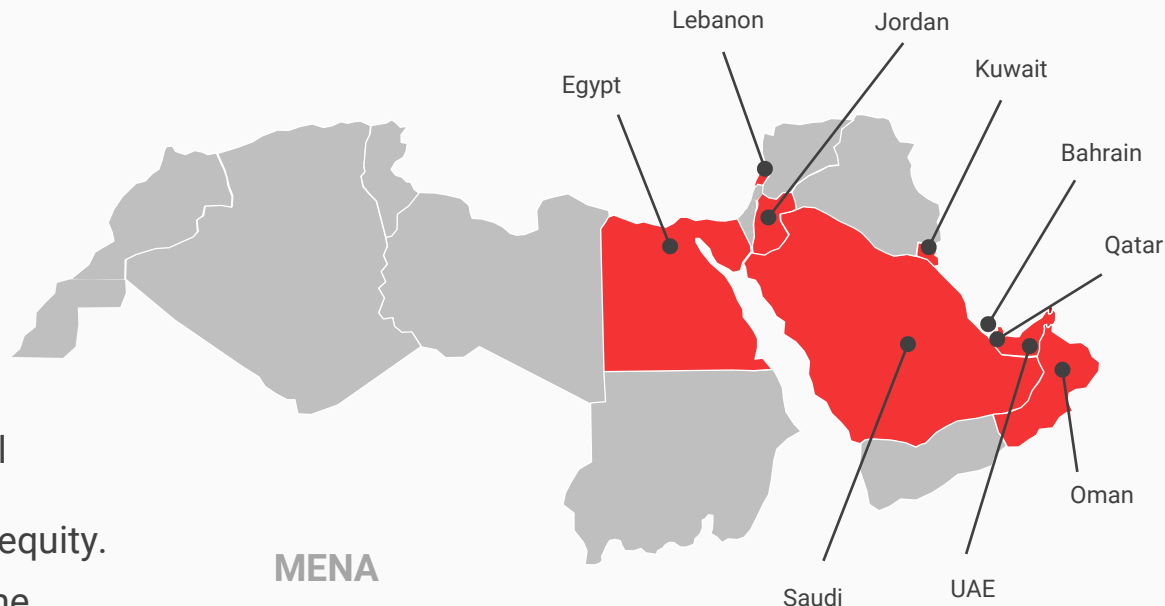 Lebanon
Jordan
Egypt
Kuwait
Bahrain
Qatar
Oman
equity.
MENA
UAE
Saudi